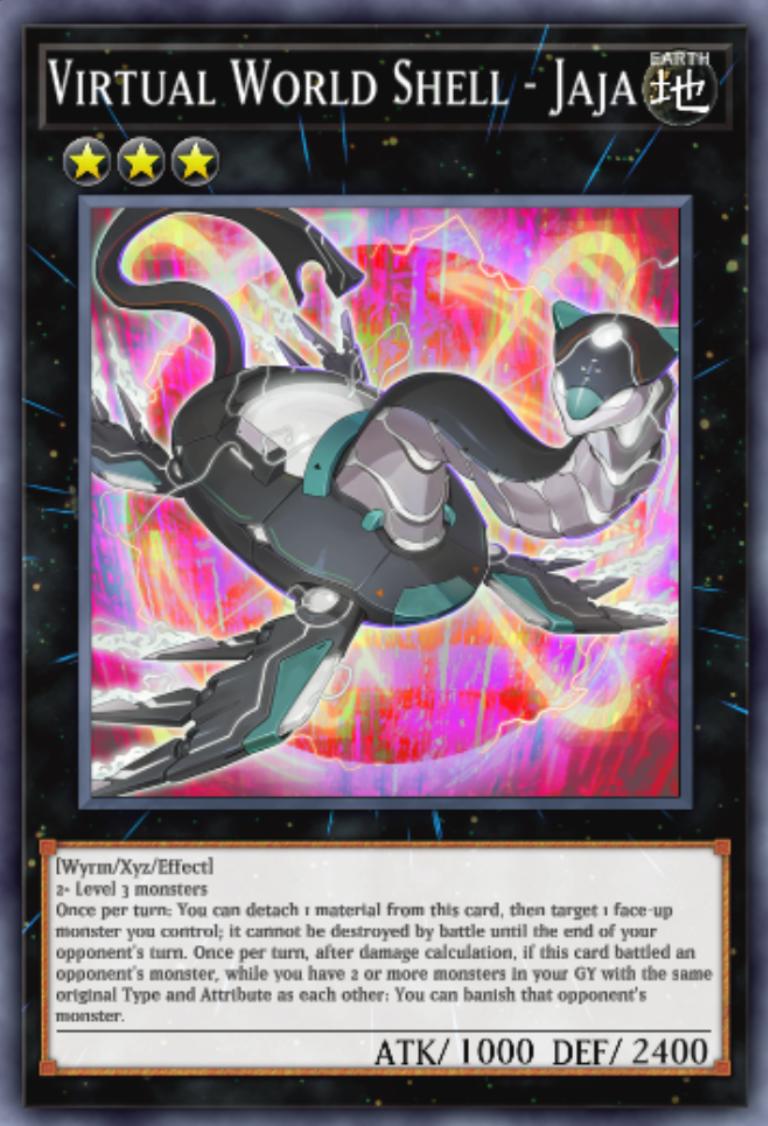 VIRTUAL WORLD SHELL - JAJA
EARTH
地
[Wyrm/Xyz/Effect]
2+ Level 3 monsters
Once per turn: You can detach 1 material from this card, then target 1 face-up
monster you control; it cannot be destroyed by battle until the end of your
opponent's turn. Once per turn, after damage calculation, if this card battled an
opponent's monster, while you have 2 or more monsters in your GY with the same
original Type and Attribute as each other: You can banish that opponent's
monster.
ATK/ 1000 DEF/ 2400